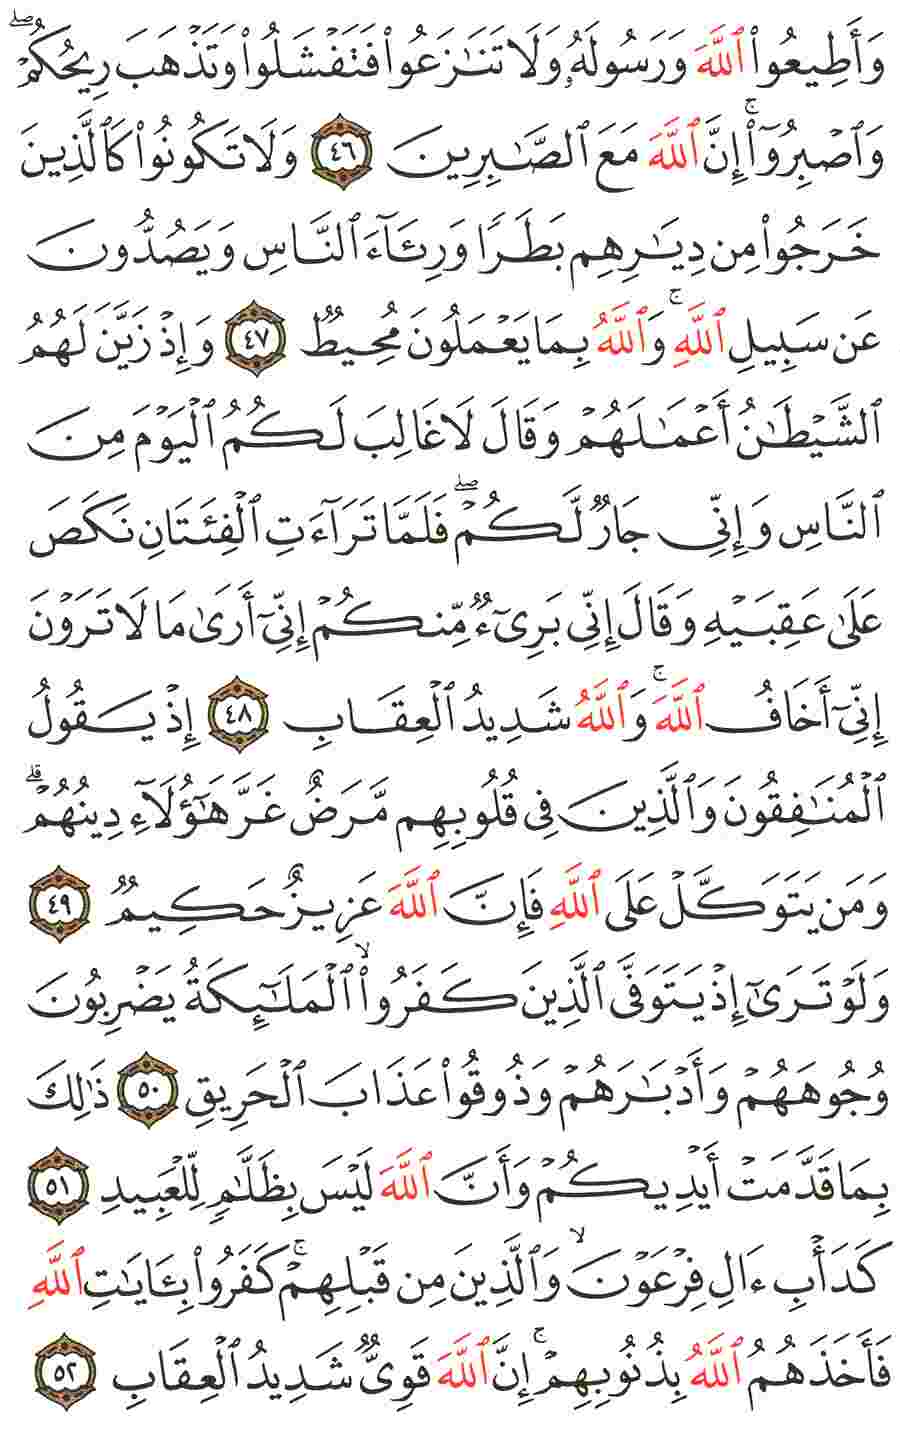 وَأَطِيعُوا۟ ٱللَّهَ وَرَسُولَهُۥ وَلَا تَنَٰزَعُوا۟ فَتَفْشَلُوا۟ وَتَذْهَبَ رِيحُكُمْ ۖ
وَٱصْبِرُوٓا۟ ۚ إِنَّ ٱللَّهَ مَعَ ٱلصَّٰبِرِينَ ٤٦ وَلَا تَكُونُوا۟ كَٱلَّذِينَ
خَرَجُوا۟ مِن دِيَٰرِهِم بَطَرًا وَرِئَآءَ ٱلنَّاسِ وَيَصُدُّونَ
عَن سَبِيلِ ٱللَّهِ ۚ وَٱللَّهُ بِمَا يَعْمَلُونَ مُحِيطٌ ٤٧ وَإِذْ زَيَّنَ لَهُمُ
ٱلشَّيْطَٰنُ أَعْمَٰلَهُمْ وَقَالَ لَا غَالِبَ لَكُمُ ٱلْيَوْمَ مِنَ
ٱلنَّاسِ وَإِنِّى جَارٌ لَّكُمْ ۖ فَلَمَّا تَرَآءَتِ ٱلْفِئَتَانِ نَكَصَ
عَلَىٰ عَقِبَيْهِ وَقَالَ إِنِّى بَرِىٓءٌ مِّنكُمْ إِنِّىٓ أَرَىٰ مَا لَا تَرَوْنَ
إِنِّىٓ أَخَافُ ٱللَّهَ ۚ وَٱللَّهُ شَدِيدُ ٱلْعِقَابِ ٤٨ إِذْ يَقُولُ
ٱلْمُنَٰفِقُونَ وَٱلَّذِينَ فِى قُلُوبِهِم مَّرَضٌ غَرَّ هَٰٓؤُلَآءِ دِينُهُمْ ۗ
وَمَن يَتَوَكَّلْ عَلَى ٱللَّهِ فَإِنَّ ٱللَّهَ عَزِيزٌ حَكِيمٌ ٤٩
وَلَوْ تَرَىٰٓ إِذْ يَتَوَفَّى ٱلَّذِينَ كَفَرُوا۟ ۙ ٱلْمَلَٰٓئِكَةُ يَضْرِبُونَ
وُجُوهَهُمْ وَأَدْبَٰرَهُمْ وَذُوقُوا۟ عَذَابَ ٱلْحَرِيقِ ٥٠ ذَٰلِكَ
بِمَا قَدَّمَتْ أَيْدِيكُمْ وَأَنَّ ٱللَّهَ لَيْسَ بِظَلَّٰمٍ لِّلْعَبِيدِ ٥١
كَدَأْبِ ءَالِ فِرْعَوْنَ ۙ وَٱلَّذِينَ مِن قَبْلِهِمْ ۚ كَفَرُوا۟ بِـَٔايَٰتِ ٱللَّهِ
فَأَخَذَهُمُ ٱللَّهُ بِذُنُوبِهِمْ ۚ إِنَّ ٱللَّهَ قَوِىٌّ شَدِيدُ ٱلْعِقَابِ ٥٢